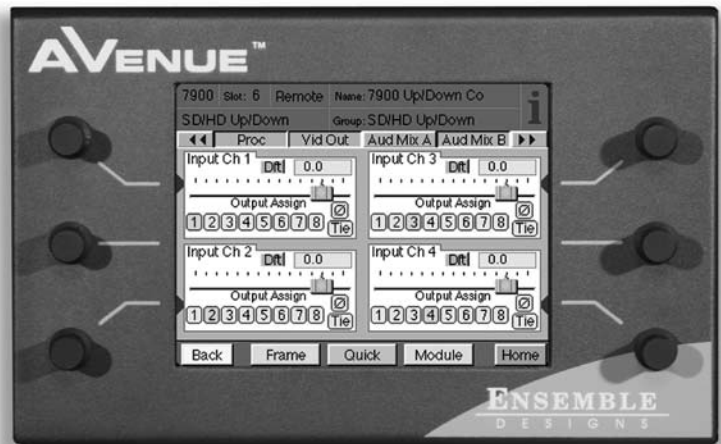 AVENUE™
7900 Slot: 6 Remote Name: 7900 Up/Down Co
SD/HD Up/Down Group: SD/HD Up/Down
i
Proc Vid Out Aud Mix A Aud Mix B
Input Ch 1 Dft 0.0
Output Assign Ø
1 2 3 4 5 6 7 8 Tie
Input Ch 3 Dft 0.0
Output Assign Ø
1 2 3 4 5 6 7 8 Tie
Input Ch 2 Dft 0.0
Output Assign Ø
1 2 3 4 5 6 7 8 Tie
Input Ch 4 Dft 0.0
Output Assign Ø
1 2 3 4 5 6 7 8 Tie
Back Frame Quick Module Home
ENSEMBLE
DESIGNS